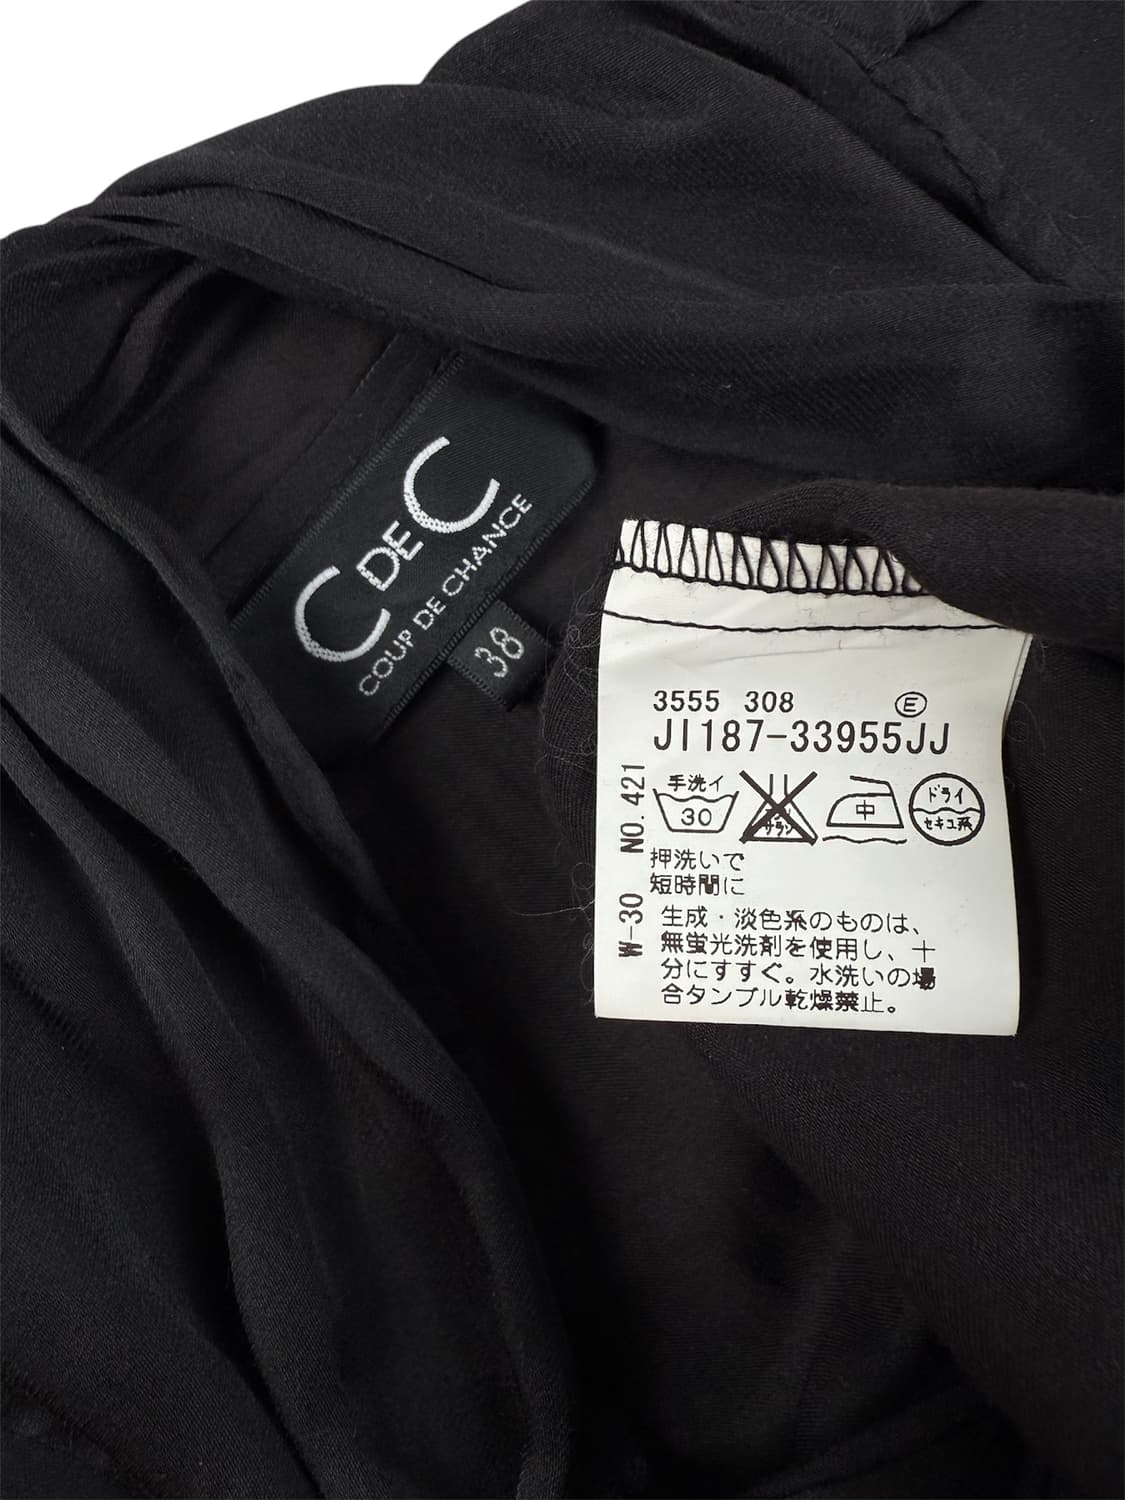 C DE C
COUP DE CHANCE
38
3555 308 E
JI187-33955JJ
手洗イ
30
サラシ
中
ドライ
セキユ系
NO. 421
W-30
押洗いで
短時間に
生成・淡色系のものは、
無蛍光洗剤を使用し、十
分にすすぐ。水洗いの場
合タンブル乾燥禁止。